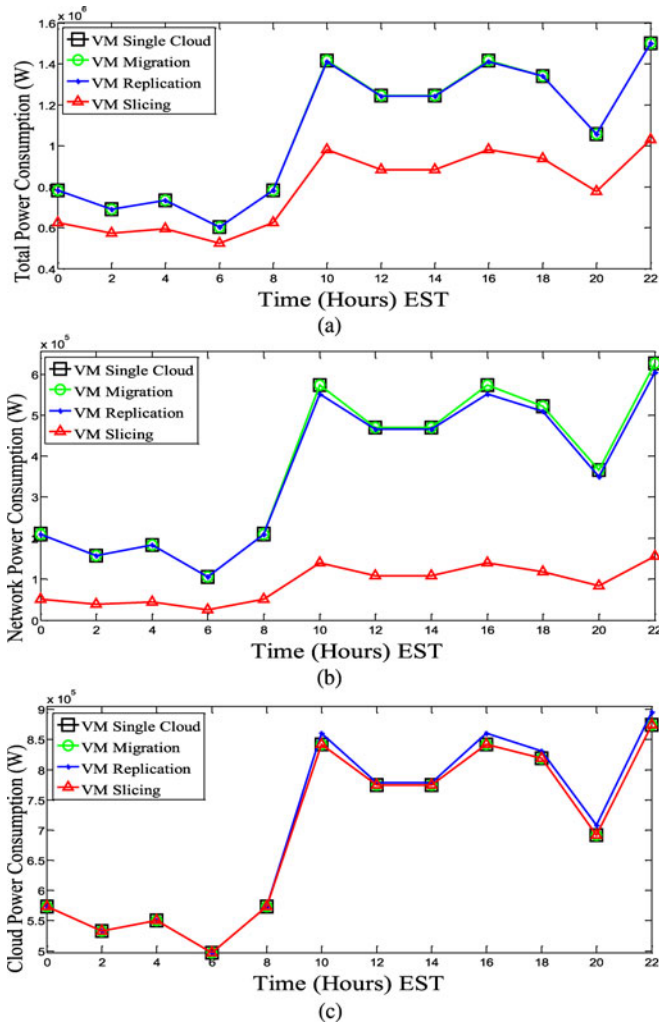 x 10^6
1.6
1.4
1.2
1
0.8
0.6
0.4
Total Power Consumption (W)
VM Single Cloud
VM Migration
VM Replication
VM Slicing
0 2 4 6 8 10 12 14 16 18 20 22
Time (Hours) EST
(a)
x 10^5
6
5
4
3
2
1
0
Network Power Consumption (W)
VM Single Cloud
VM Migration
VM Replication
VM Slicing
0 2 4 6 8 10 12 14 16 18 20 22
Time (Hours) EST
(b)
x 10^5
9
8.5
8
7.5
7
6.5
6
5.5
5
Cloud Power Consumption (W)
VM Single Cloud
VM Migration
VM Replication
VM Slicing
0 2 4 6 8 10 12 14 16 18 20 22
Time (Hours) EST
(c)